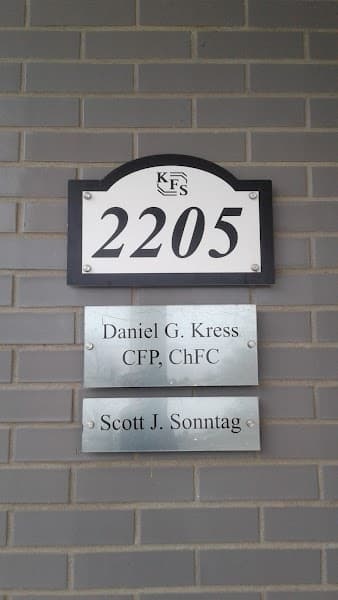 KFS
2205
Daniel G. Kress
CFP, ChFC
Scott J. Sonntag